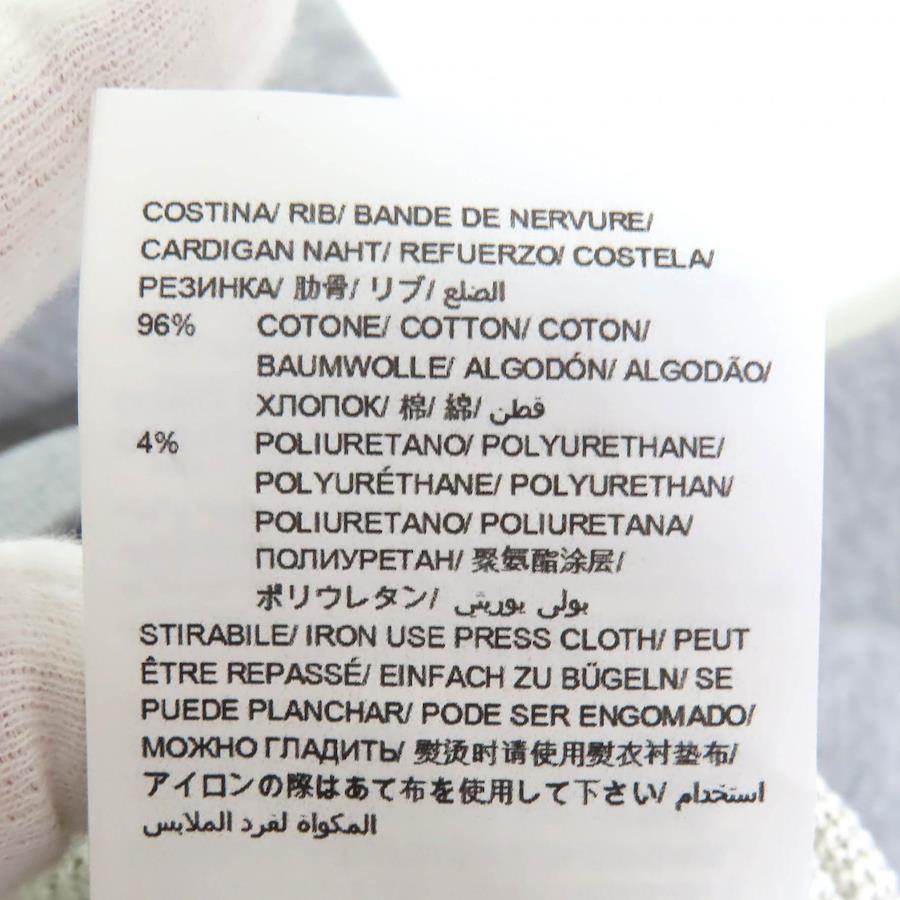 COSTINA/ RIB/ BANDE DE NERVURE/
CARDIGAN NAHT/ REFUERZO/ COSTELA/
РЕЗИНКА/ 肋骨/ リブ/ الضلع
96% COTONE/ COTTON/ COTON/
BAUMWOLLE/ ALGODÓN/ ALGODÃO/
ХЛОПОК/ 棉/ 綿/ قطن
4% POLIURETANO/ POLYURETHANE/
POLYURÉTHANE/ POLYURETHAN/
POLIURETANO/ POLIURETANA/
ПОЛИУРЕТАН/ 聚氨酯涂层/
ポリウレタン/ بولى يوريثى
STIRABILE/ IRON USE PRESS CLOTH/ PEUT
ÊTRE REPASSÉ/ EINFACH ZU BÜGELN/ SE
PUEDE PLANCHAR/ PODE SER ENGOMADO/
МОЖНО ГЛАДИТЬ/ 熨烫时请使用熨衣衬垫布/
アイロンの際はあて布を使用して下さい/ استخدام
المكواة لفرد الملابس